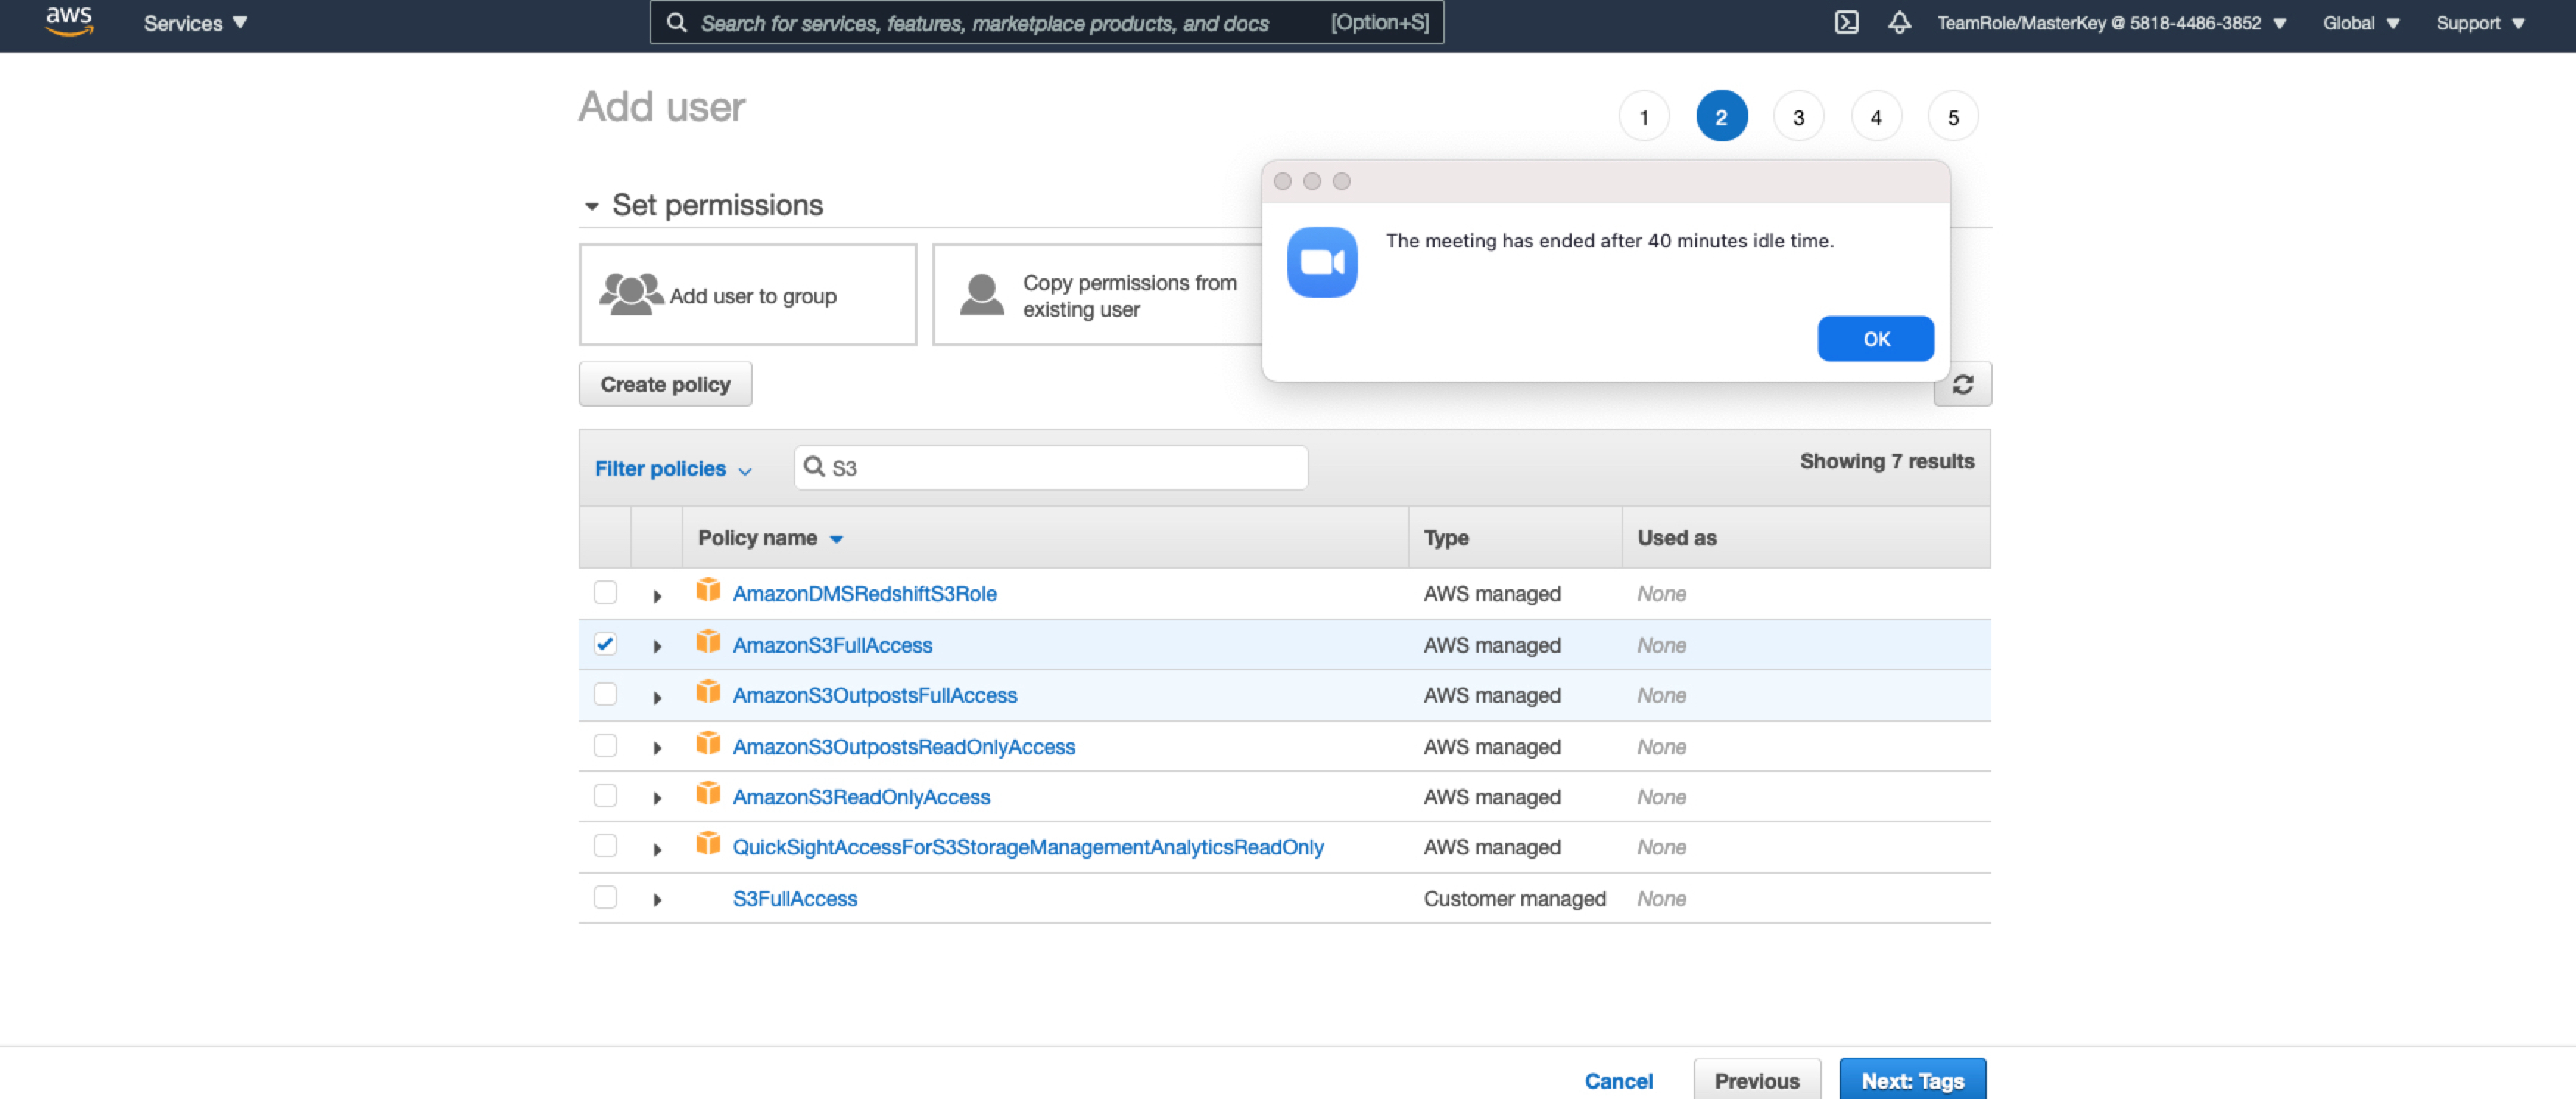 aws
Services
Search for services, features, marketplace products, and docs [Option+S]
TeamRole/MasterKey @ 5818-4486-3852
Global
Support
Add user
1 2 3 4 5
Set permissions
Add user to group
Copy permissions from
existing user
The meeting has ended after 40 minutes idle time.
OK
Create policy
Filter policies
S3
Showing 7 results
Policy name Type Used as
AmazonDMSRedshiftS3Role AWS managed None
AmazonS3FullAccess AWS managed None
AmazonS3OutpostsFullAccess AWS managed None
AmazonS3OutpostsReadOnlyAccess AWS managed None
AmazonS3ReadOnlyAccess AWS managed None
QuickSightAccessForS3StorageManagementAnalyticsReadOnly AWS managed None
S3FullAccess Customer managed None
Cancel
Previous
Next: Tags